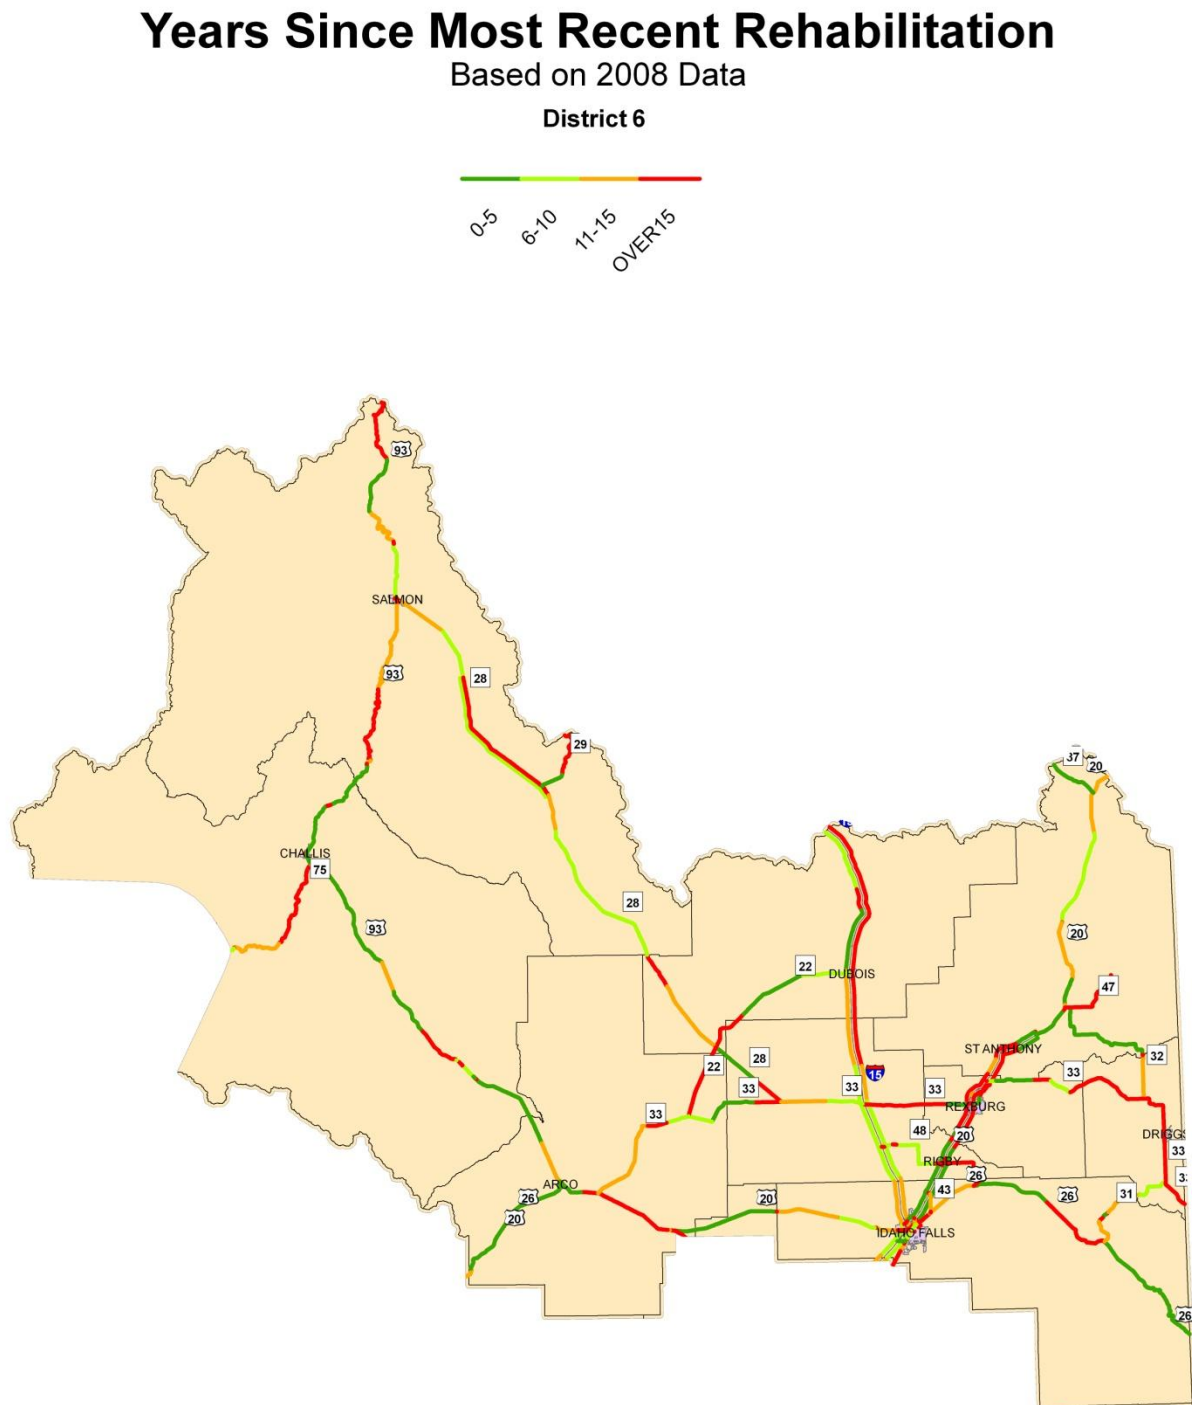 Years Since Most Recent Rehabilitation
Based on 2008 Data
District 6
0-5
6-10
11-15
OVER15
93
SALMON
93
28
29
37
20
CHALLIS
75
93
28
20
22
DUBOIS
47
ST ANTHONY
32
28
22
33
15
33
33
33
REXBURG
33
48
20
DRIGGS
RIGBY
33
ARCO
26
43
26
31
20
26
20
IDAHO FALLS
26